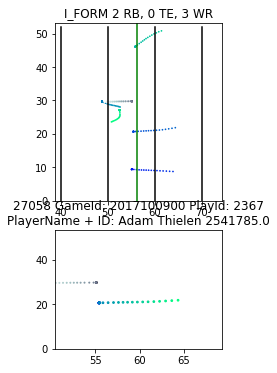 I_FORM 2 RB, 0 TE, 3 WR
50
40
30
20
10
0
40 50 60 70
27058 GameId: 2017100900 PlayId: 2367
PlayerName + ID: Adam Thielen 2541785.0
40
20
0
55 60 65